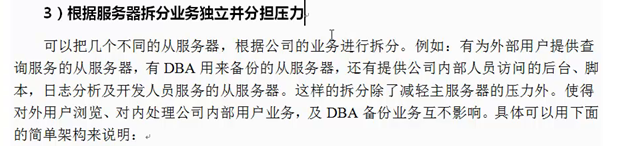 3）根据服务器拆分业务独立并分担压力
可以把几个不同的从服务器，根据公司的业务进行拆分。例如：有为外部用户提供查
询服务的从服务器，有 DBA 用来备份的从服务器，还有提供公司内部人员访问的后台、脚
本，日志分析及开发人员服务的从服务器。这样的拆分除了减轻主服务器的压力外。使得
对外用户浏览、对内处理公司内部用户业务，及 DBA 备份业务互不影响。具体可以用下面
的简单架构来说明：